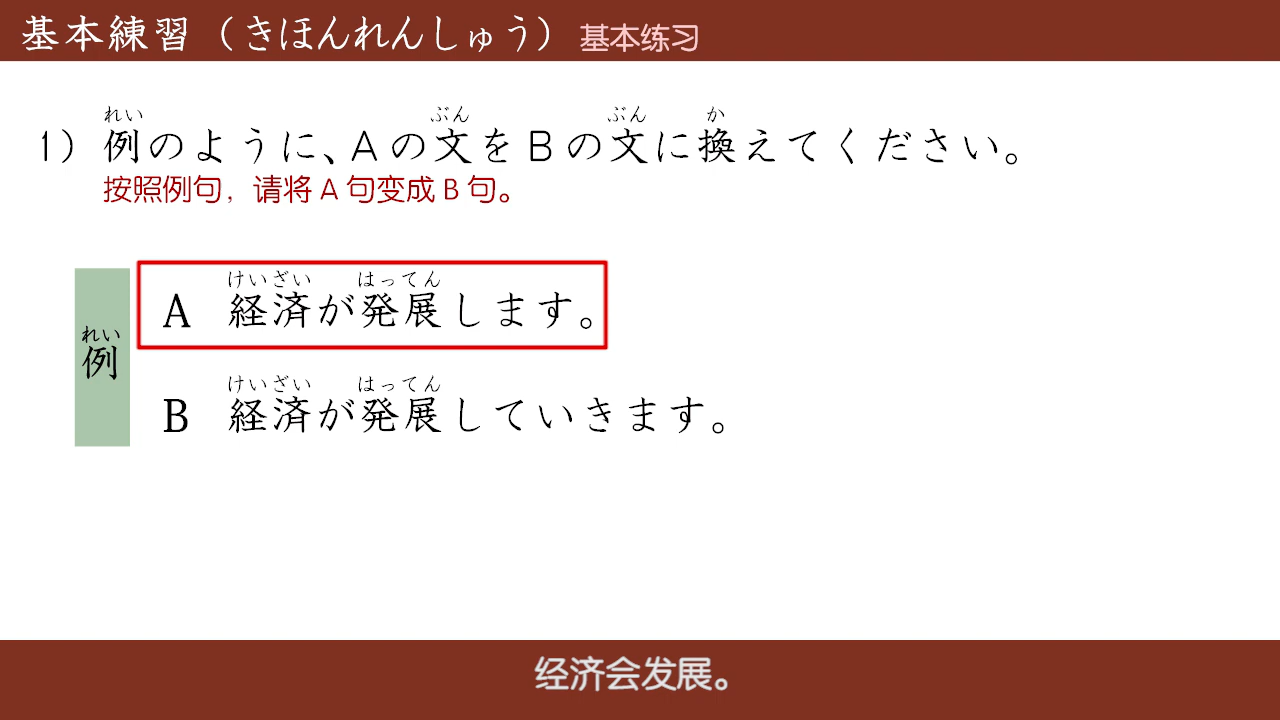 基本練習（きほんれんしゅう） 基本练习
れい ぶん ぶん か
1）例のように、Aの文をBの文に換えてください。
按照例句，请将 A 句变成 B 句。
けいざい はってん
A 経済が発展します。
れい
例
けいざい はってん
B 経済が発展していきます。
经济会发展。